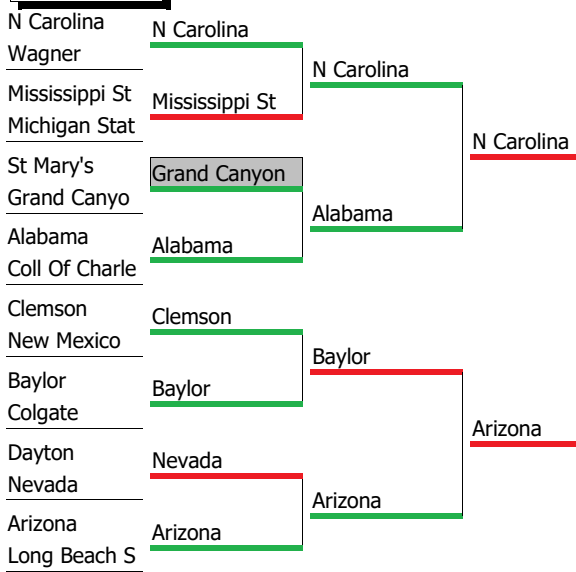 N Carolina
Wagner
Mississippi St
Michigan Stat
St Mary's
Grand Canyo
Alabama
Coll Of Charle
Clemson
New Mexico
Baylor
Colgate
Dayton
Nevada
Arizona
Long Beach S
N Carolina
Mississippi St
Grand Canyon
Alabama
Clemson
Baylor
Nevada
Arizona
N Carolina
Alabama
Baylor
Arizona
N Carolina
Arizona